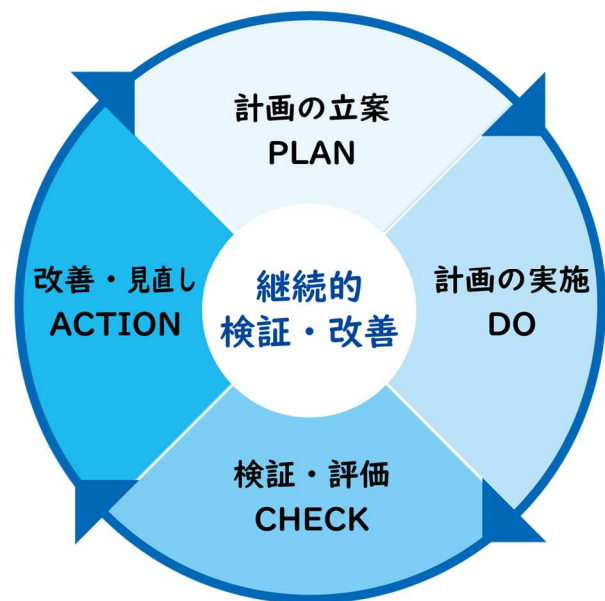 計画の立案
PLAN
計画の実施
DO
検証・評価
CHECK
改善・見直し
ACTION
継続的
検証・改善